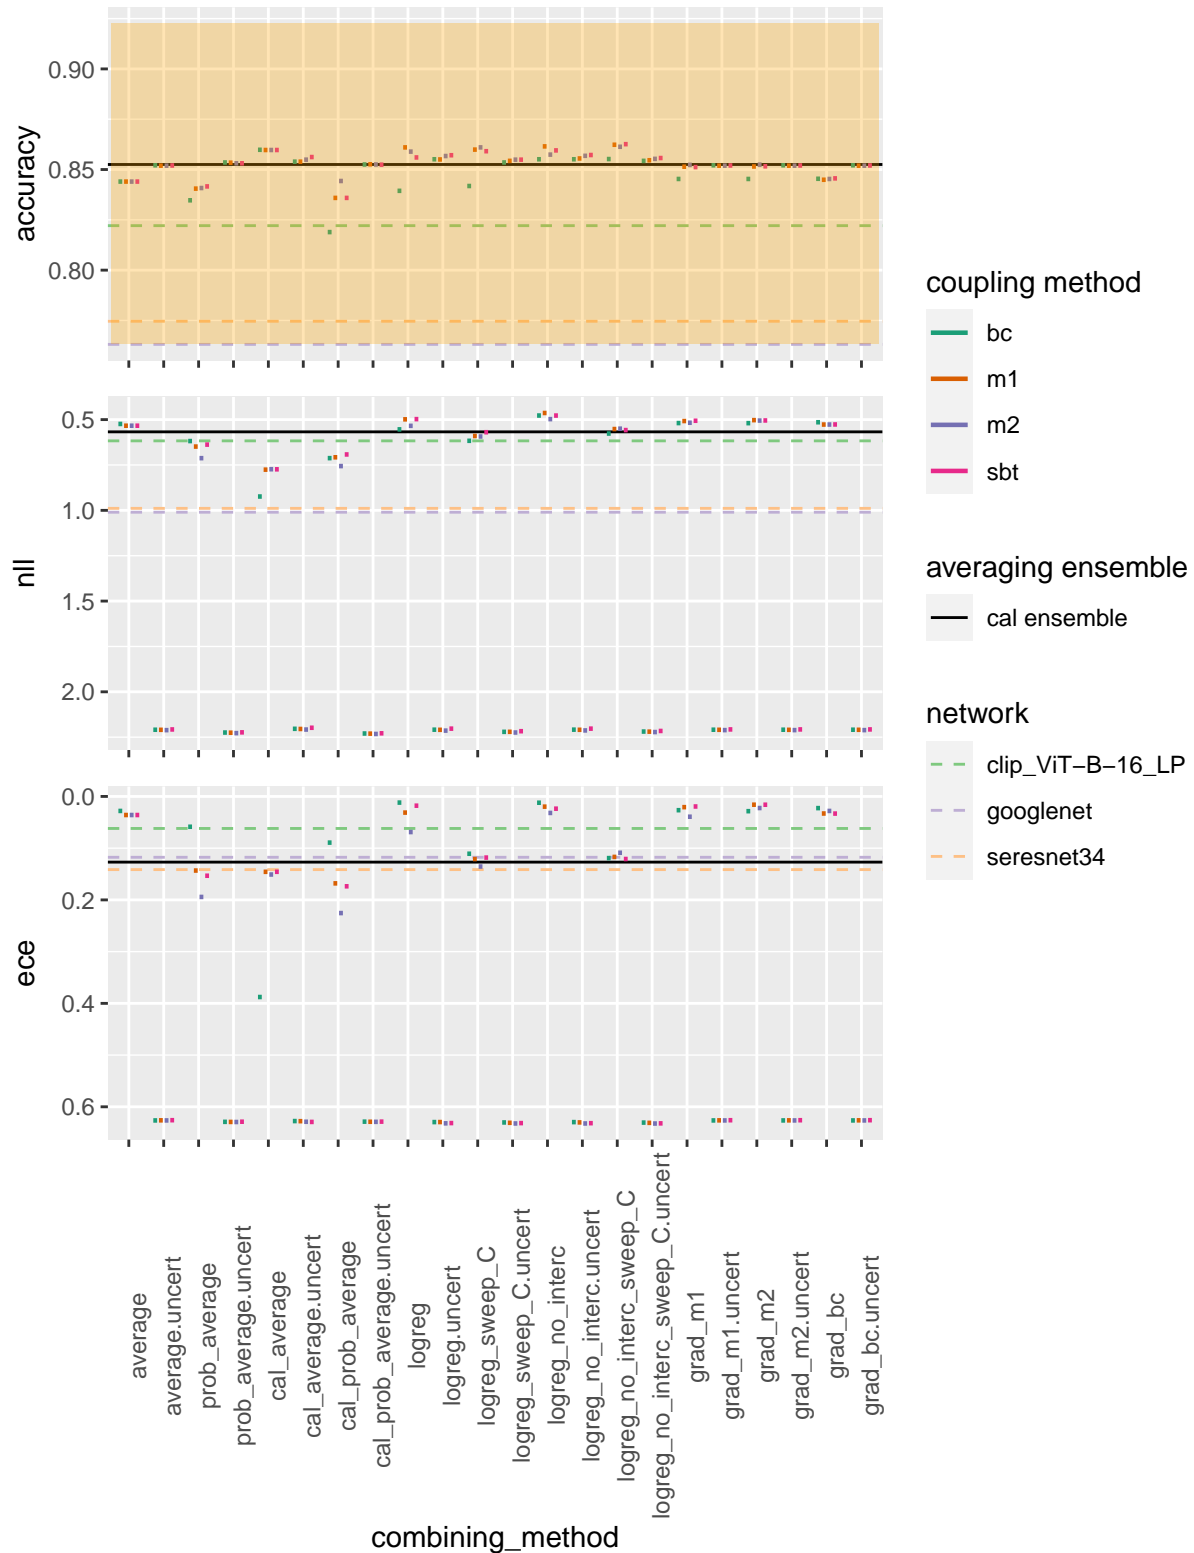 accuracy
0.90
0.85
0.80
nll
0.5
1.0
1.5
2.0
ece
0.0
0.2
0.4
0.6
average
average.uncert
prob_average
prob_average.uncert
cal_average
cal_average.uncert
cal_prob_average
cal_prob_average.uncert
logreg
logreg.uncert
logreg_sweep_C
logreg_sweep_C.uncert
logreg_no_interc
logreg_no_interc.uncert
logreg_no_interc_sweep_C
logreg_no_interc_sweep_C.uncert
grad_m1
grad_m1.uncert
grad_m2
grad_m2.uncert
grad_bc
grad_bc.uncert
combining_method
coupling method
bc
m1
m2
sbt
averaging ensemble
cal ensemble
network
clip_ViT−B−16_LP
googlenet
seresnet34